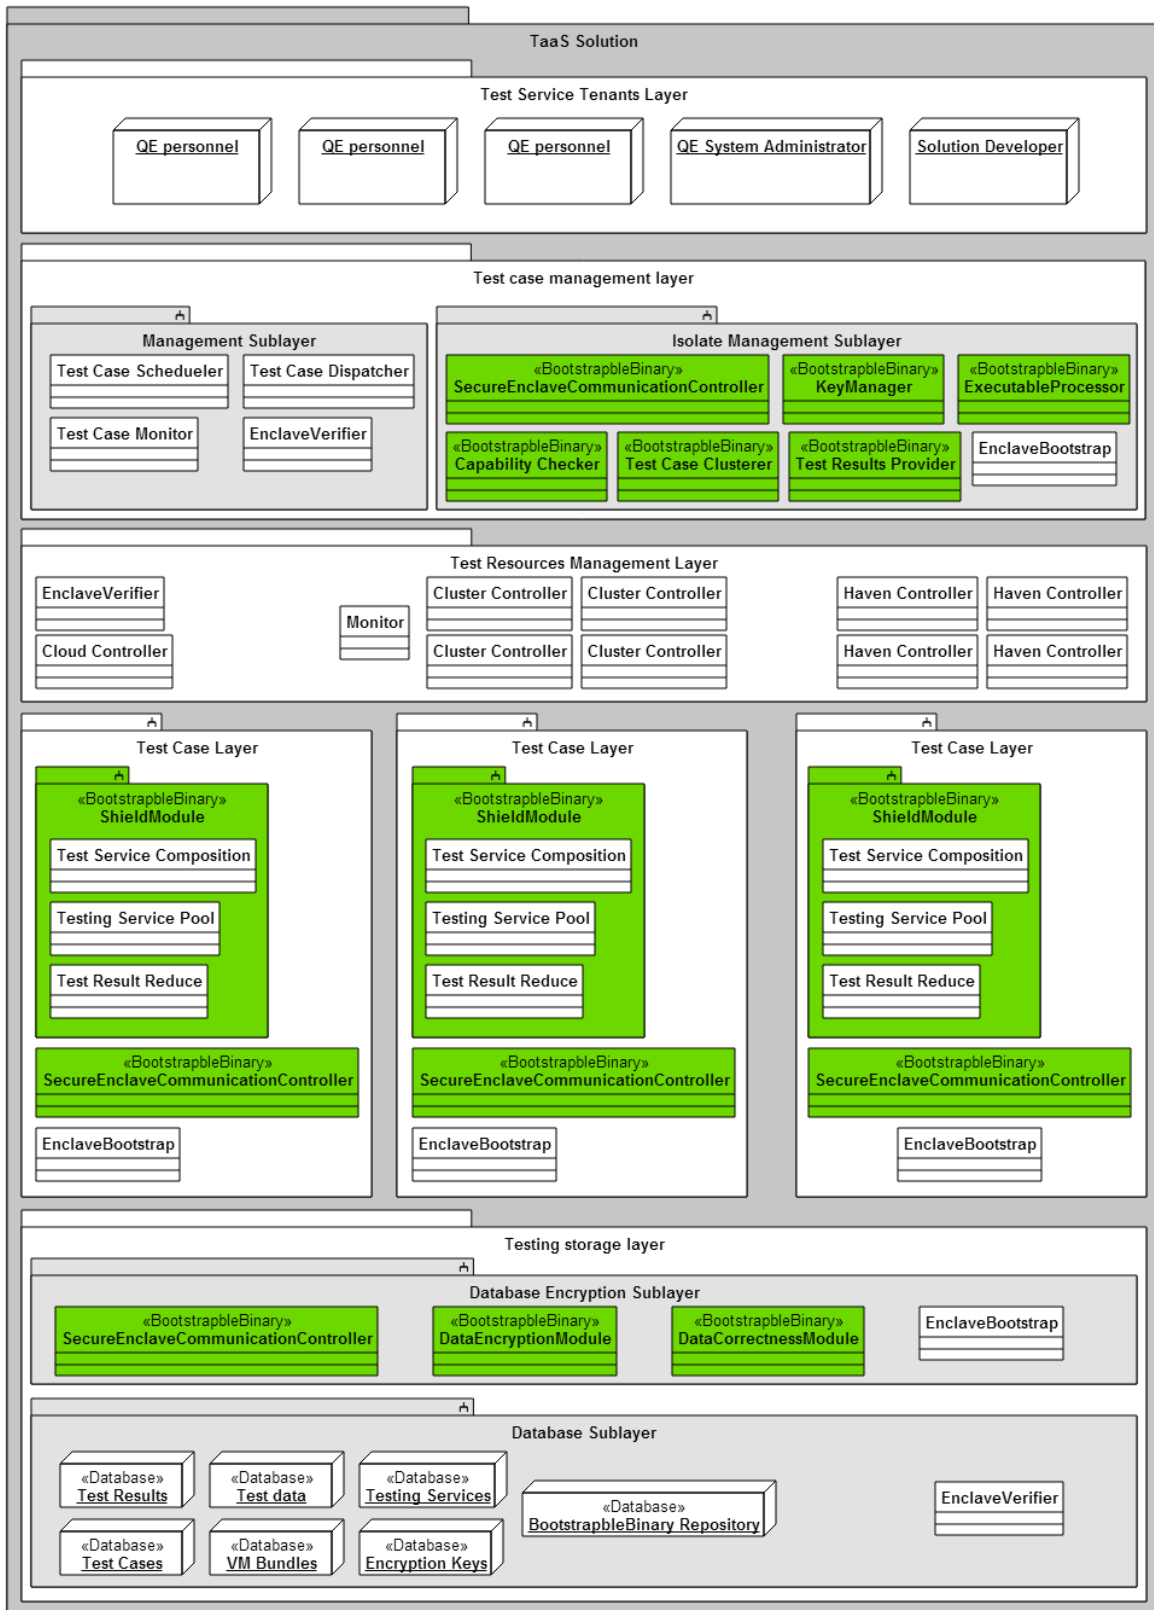 TaaS Solution
Test Service Tenants Layer
QE personnel
QE personnel
QE personnel
QE System Administrator
Solution Developer
Test case management layer
Management Sublayer
Test Case Schedueler
Test Case Dispatcher
Test Case Monitor
EnclaveVerifier
Isolate Management Sublayer
«BootstrapbleBinary»
SecureEnclaveCommunicationController
«BootstrapbleBinary»
KeyManager
«BootstrapbleBinary»
ExecutableProcessor
«BootstrapbleBinary»
Capability Checker
«BootstrapbleBinary»
Test Case Clusterer
«BootstrapbleBinary»
Test Results Provider
EnclaveBootstrap
Test Resources Management Layer
EnclaveVerifier
Cloud Controller
Monitor
Cluster Controller
Cluster Controller
Cluster Controller
Cluster Controller
Haven Controller
Haven Controller
Haven Controller
Haven Controller
Test Case Layer
«BootstrapbleBinary»
ShieldModule
Test Service Composition
Testing Service Pool
Test Result Reduce
«BootstrapbleBinary»
SecureEnclaveCommunicationController
EnclaveBootstrap
Test Case Layer
«BootstrapbleBinary»
ShieldModule
Test Service Composition
Testing Service Pool
Test Result Reduce
«BootstrapbleBinary»
SecureEnclaveCommunicationController
EnclaveBootstrap
Test Case Layer
«BootstrapbleBinary»
ShieldModule
Test Service Composition
Testing Service Pool
Test Result Reduce
«BootstrapbleBinary»
SecureEnclaveCommunicationController
EnclaveBootstrap
Testing storage layer
Database Encryption Sublayer
«BootstrapbleBinary»
SecureEnclaveCommunicationController
«BootstrapbleBinary»
DataEncryptionModule
«BootstrapbleBinary»
DataCorrectnessModule
EnclaveBootstrap
Database Sublayer
«Database»
Test Results
«Database»
Test data
«Database»
Testing Services
«Database»
Test Cases
«Database»
VM Bundles
«Database»
Encryption Keys
«Database»
BootstrapbleBinary Repository
EnclaveVerifier